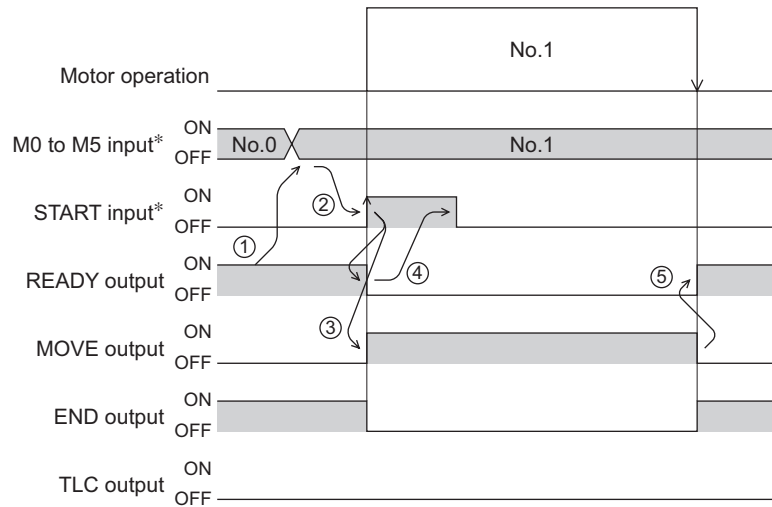 No.1
Motor operation
M0 to M5 input*
ON
OFF
No.0
No.1
START input*
ON
OFF
②
①
④
READY output
ON
OFF
⑤
③
MOVE output
ON
OFF
END output
ON
OFF
TLC output
ON
OFF